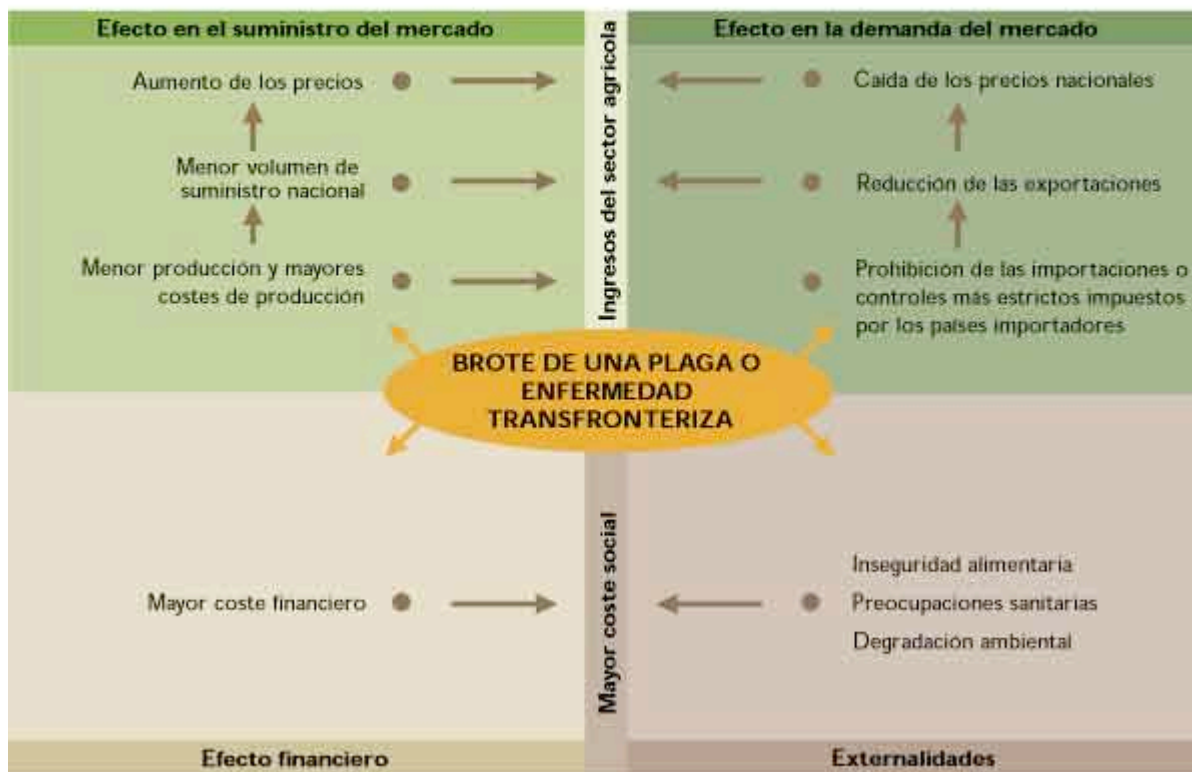 Efecto en el suministro del mercado
Aumento de los precios
Menor volumen de
suministro nacional
Menor producción y mayores
costes de producción
Ingresos del sector agrícola
Efecto en la demanda del mercado
Caída de los precios nacionales
Reducción de las exportaciones
Prohibición de las importaciones o
controles más estrictos impuestos
por los países importadores
BROTE DE UNA PLAGA O
ENFERMEDAD
TRANSFRONTERIZA
Mayor coste financiero
Efecto financiero
Mayor coste social
Inseguridad alimentaria
Preocupaciones sanitarias
Degradación ambiental
Externalidades